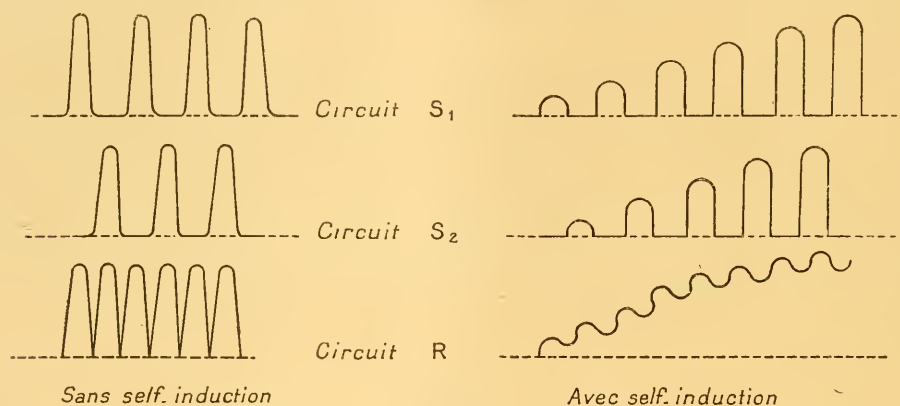 Circuit S₁
Circuit S₂
Circuit R
Sans self-induction
Avec self-induction